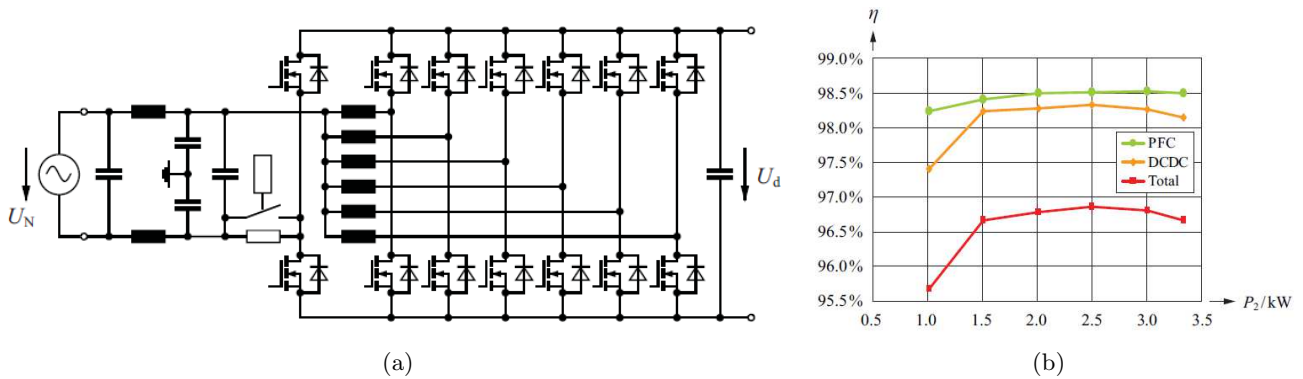 U_N
U_d
(a)
η
99.0%
98.5%
98.0%
97.5%
97.0%
96.5%
96.0%
95.5%
PFC
DCDC
Total
0.5 1.0 1.5 2.0 2.5 3.0 3.5
P_2/kW
(b)